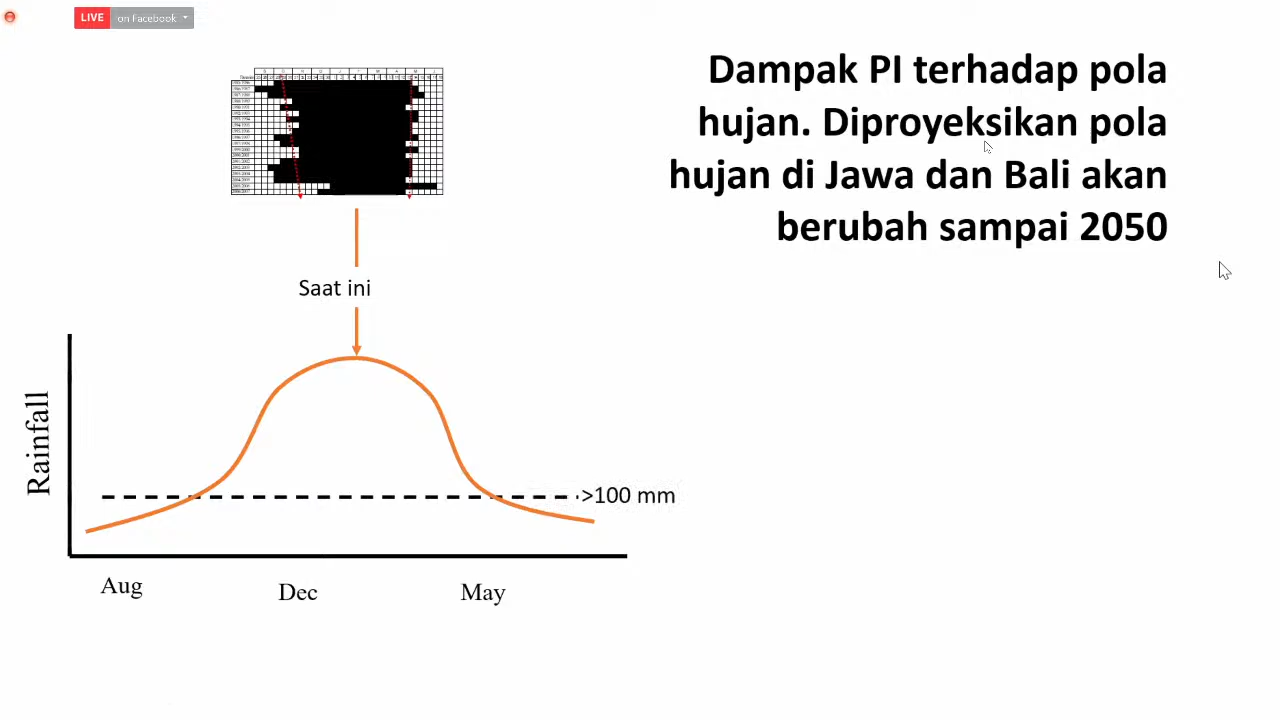 LIVE on Facebook
Dampak PI terhadap pola
hujan. Diproyeksikan pola
hujan di Jawa dan Bali akan
berubah sampai 2050
Saat ini
Rainfall
>100 mm
Aug Dec May